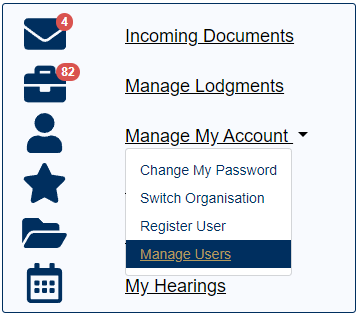 4
Incoming Documents
82
Manage Lodgments
Manage My Account
Change My Password
Switch Organisation
Register User
Manage Users
My Hearings